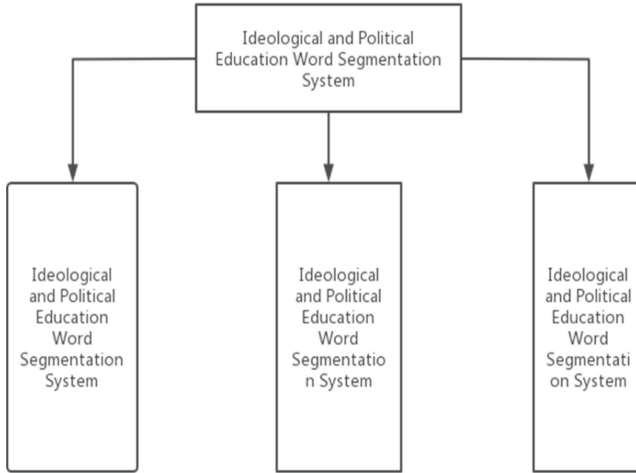 Ideological and Political
Education Word Segmentation
System
Ideological
and Political
Education
Word
Segmentation
System
Ideological
and Political
Education
Word
Segmentatio
n System
Ideological
and Political
Education
Word
Segmentati
on System